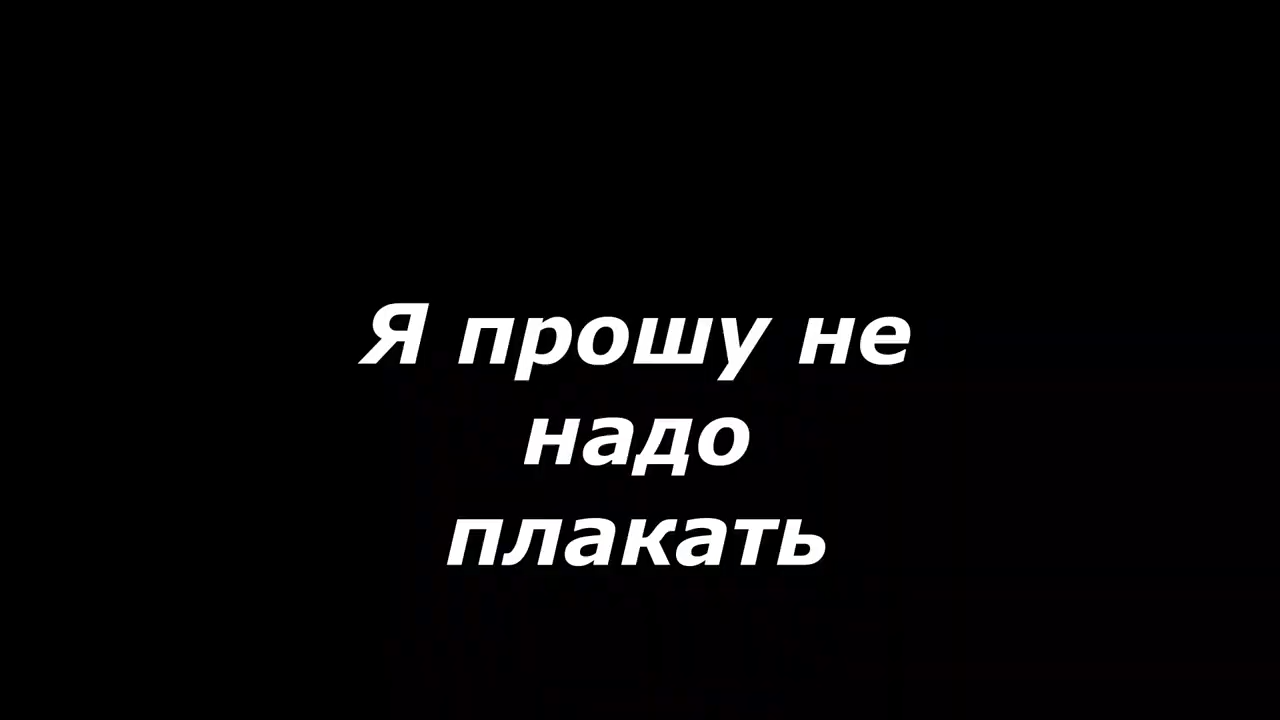 Я прошу не
надо
плакать